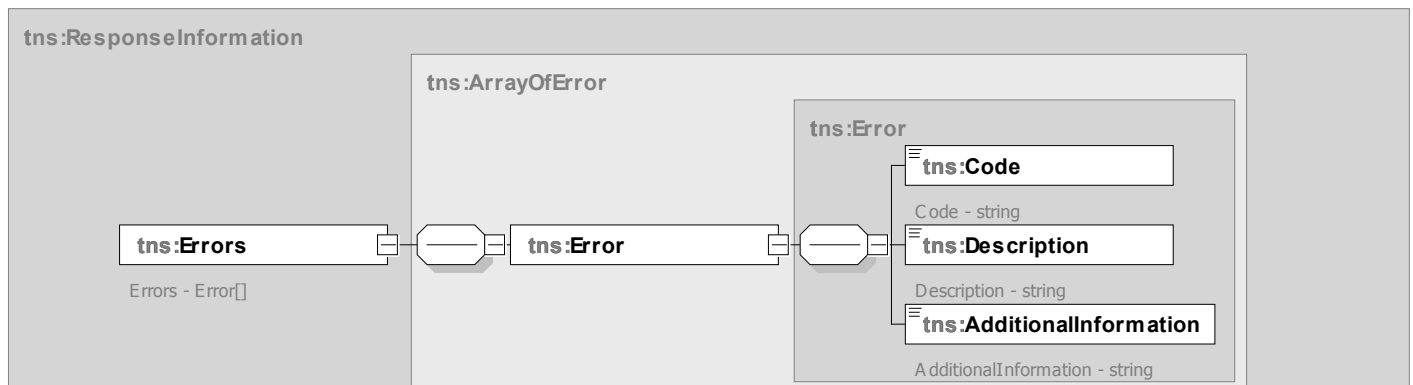 tns:ResponseInformation
tns:ArrayOfError
tns:Error
tns:Code
Code - string
tns:Errors
tns:Error
tns:Description
Errors - Error[]
Description - string
tns:AdditionalInformation
AdditionalInformation - string